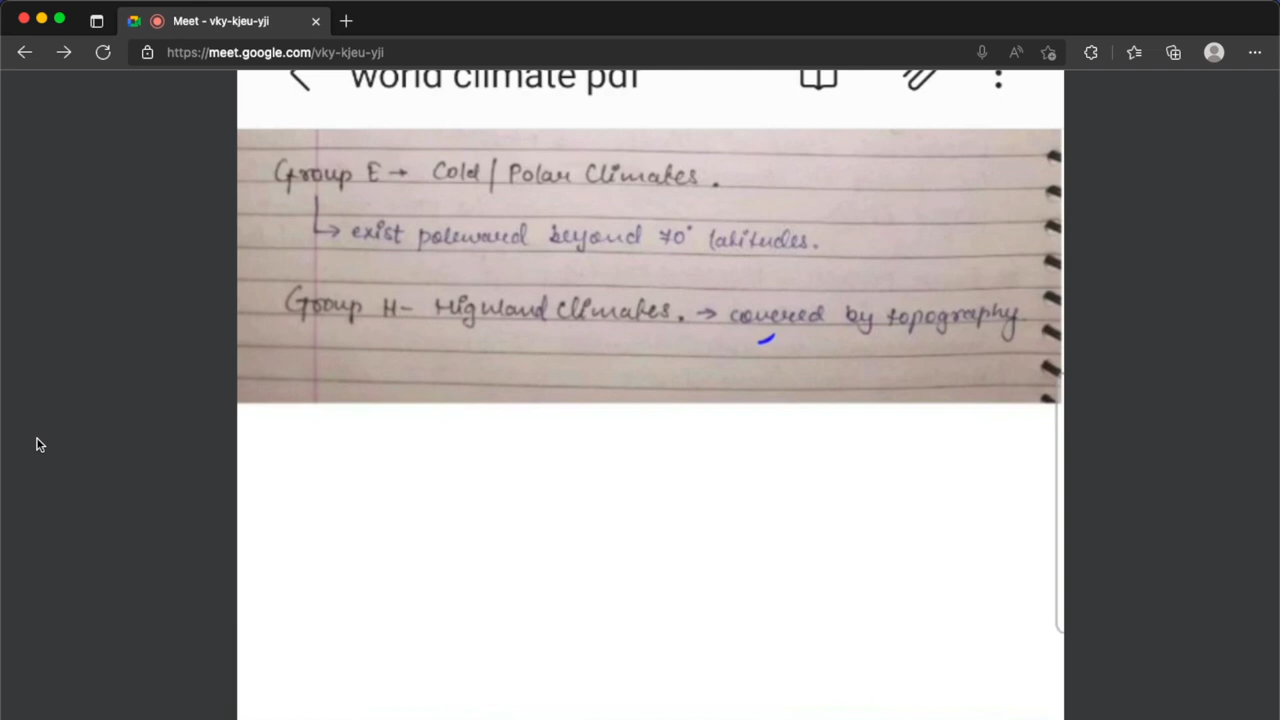 Meet - vky-kjeu-yji
https://meet.google.com/vky-kjeu-yji
world climate pdf
Group E → Cold / Polar Climates.
↳ exist poleward beyond 70° latitudes.
Group H - Highland Climates. → covered by topography